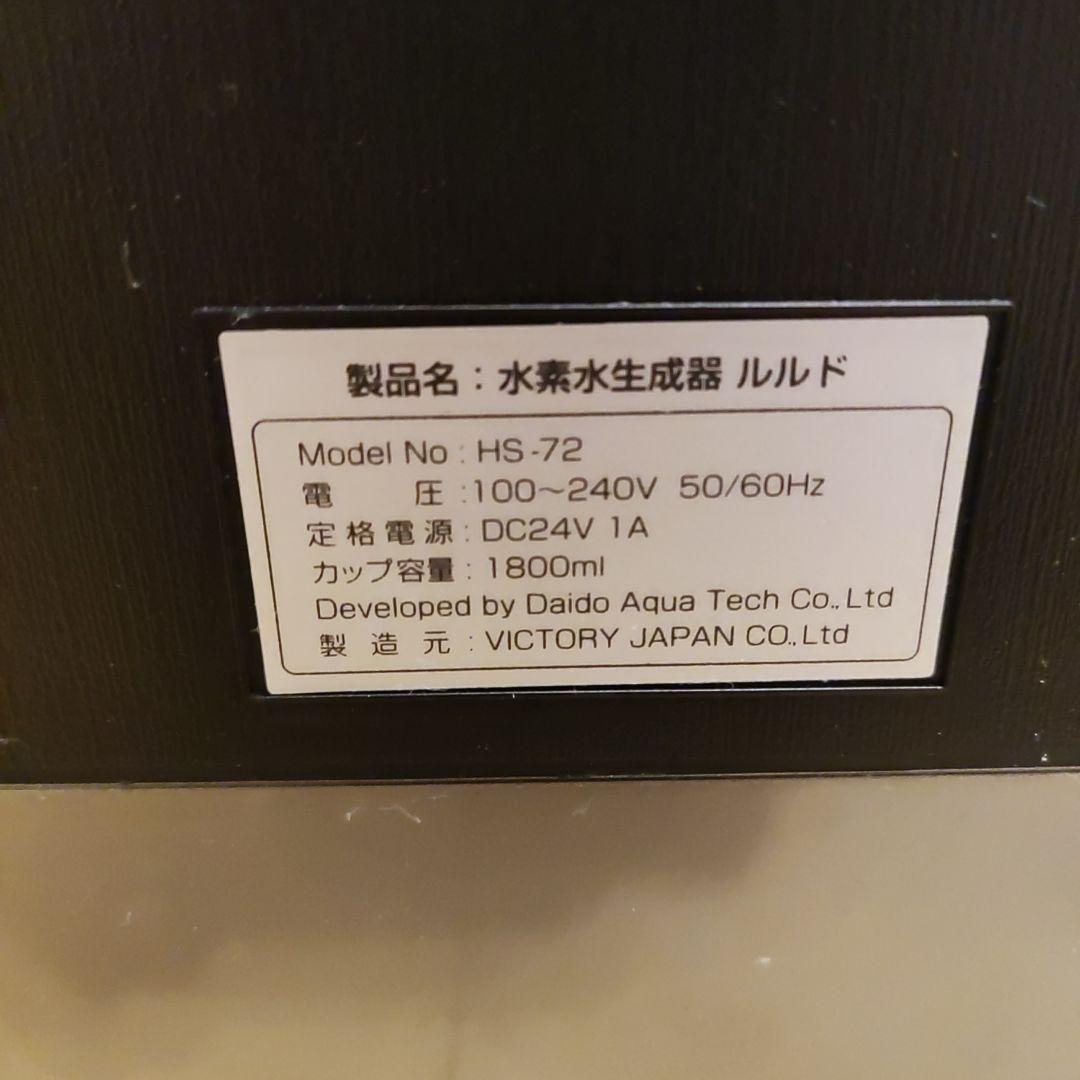 製品名：水素水生成器 ルルド
Model No : HS-72
電圧 : 100～240V 50/60Hz
定格電源 : DC24V 1A
カップ容量 : 1800ml
Developed by Daido Aqua Tech Co., Ltd
製造元 : VICTORY JAPAN CO., Ltd